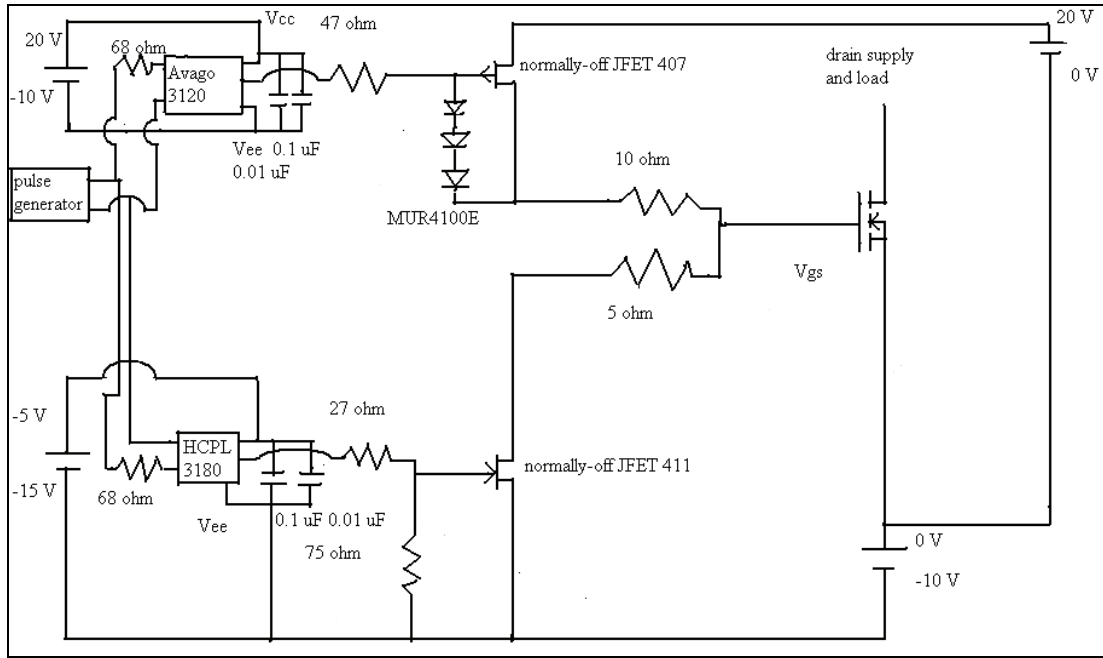 Vcc
47 ohm
20 V
20 V
68 ohm
Avago
3120
-10 V
normally-off JFET 407
drain supply
and load
0 V
Vee 0.1 uF
0.01 uF
pulse
generator
MUR4100E
10 ohm
Vgs
5 ohm
-5 V
27 ohm
HCPL
3180
normally-off JFET 411
-15 V
68 ohm
Vee
0.1 uF 0.01 uF
75 ohm
0 V
-10 V